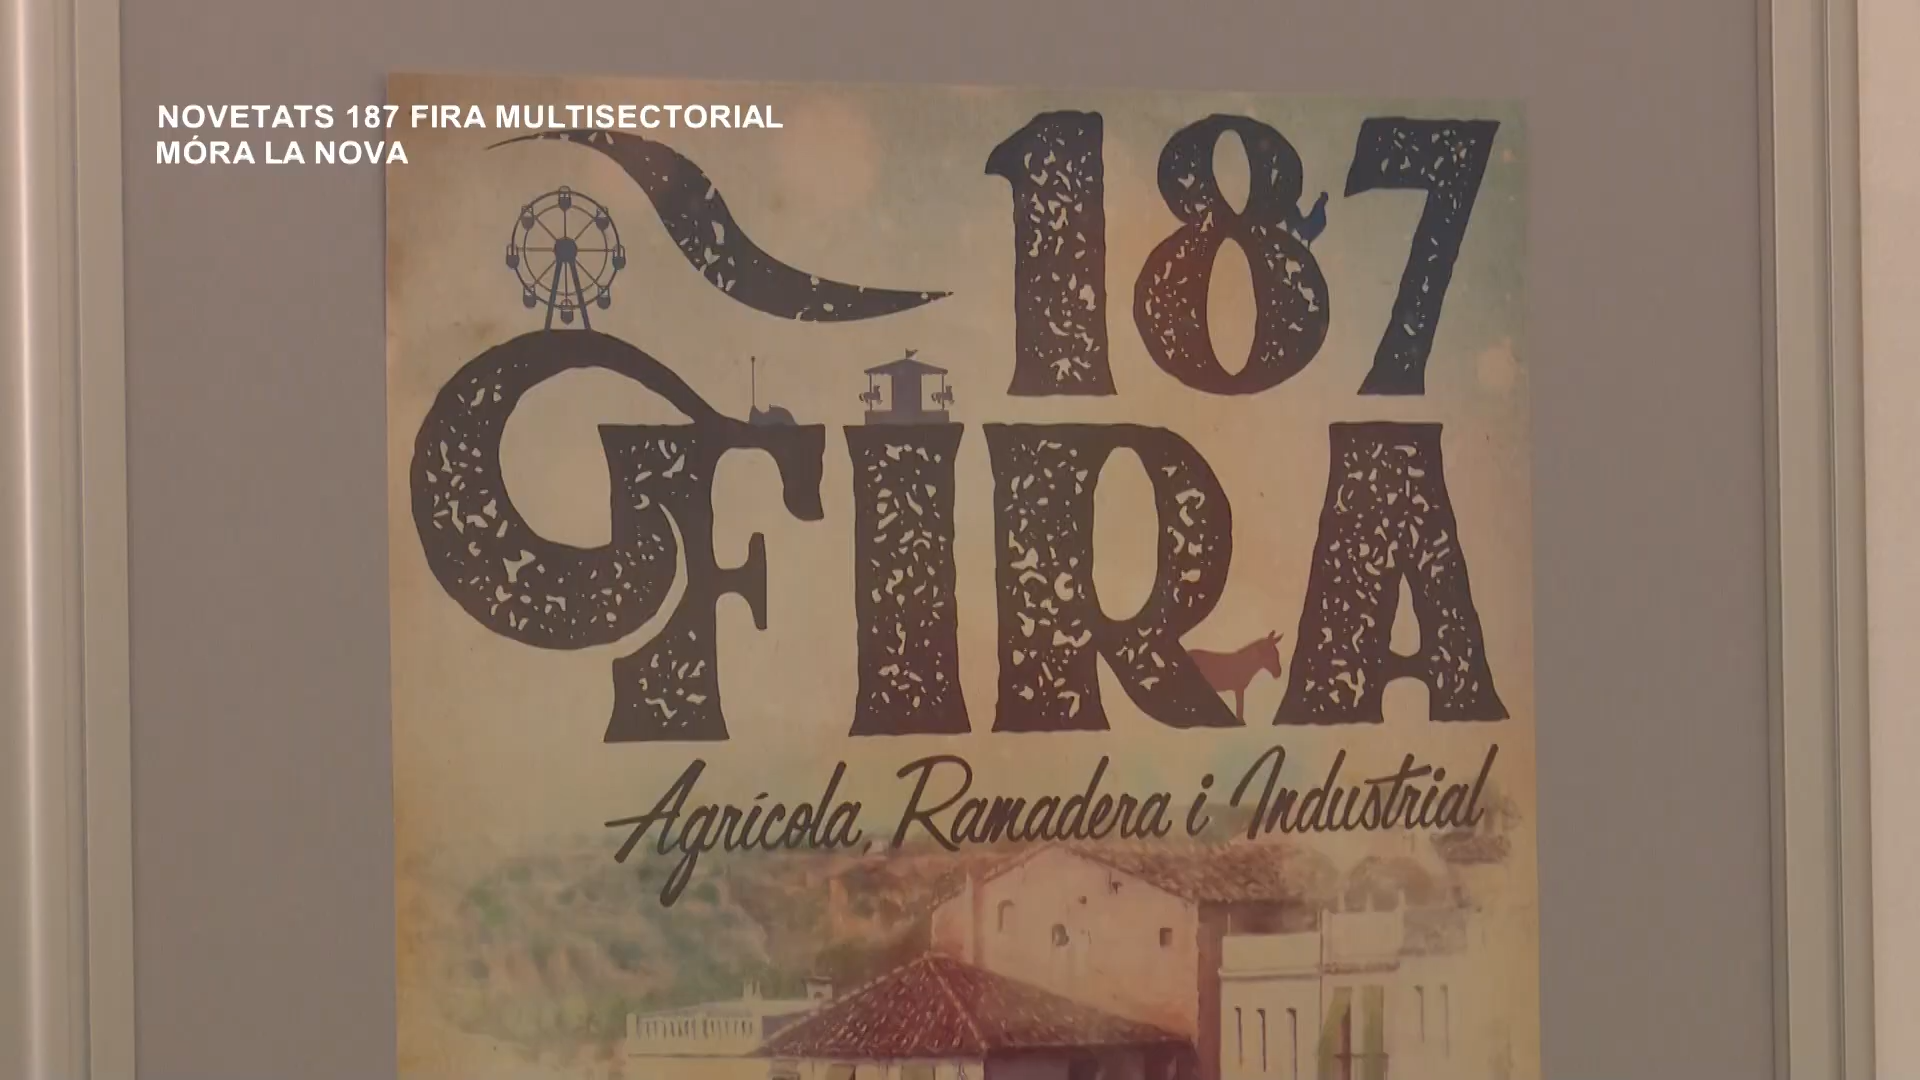 NOVETATS 187 FIRA MULTISECTORIAL
MÓRA LA NOVA
187
FIRA
Agrícola, Ramadera i Industrial